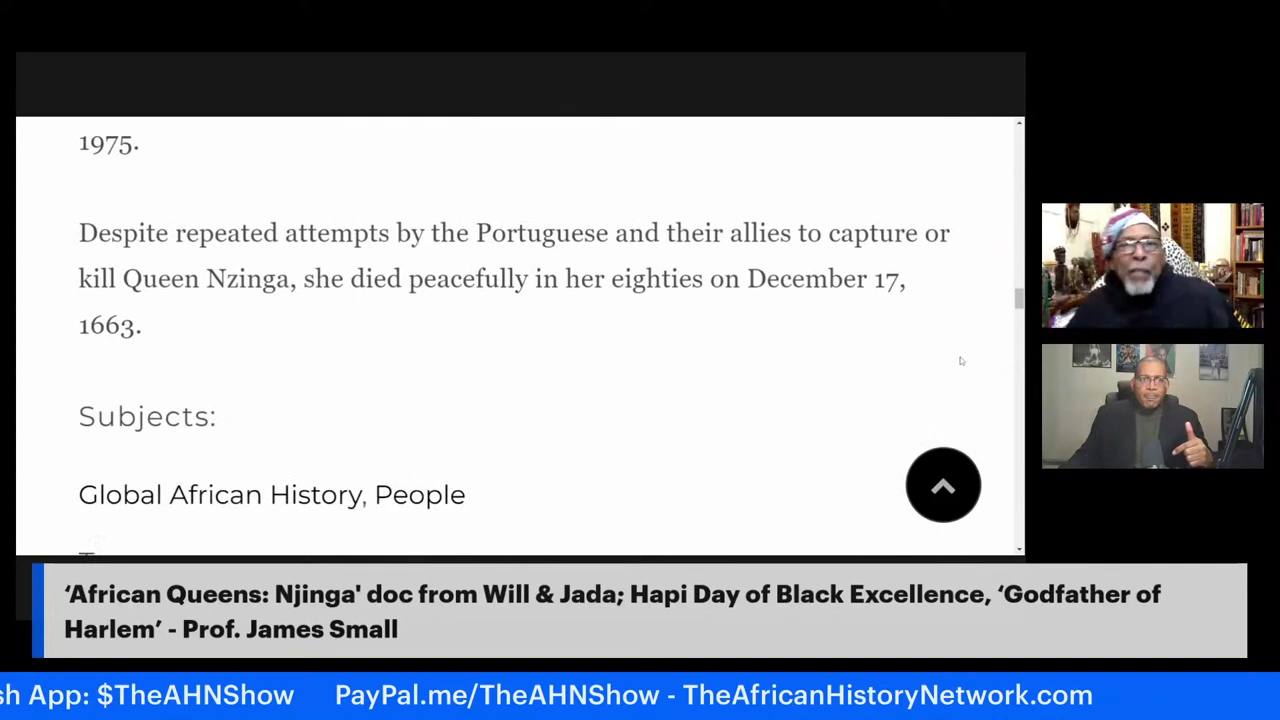 1975.
Despite repeated attempts by the Portuguese and their allies to capture or
kill Queen Nzinga, she died peacefully in her eighties on December 17,
1663.
Subjects:
Global African History, People
‘African Queens: Njinga' doc from Will & Jada; Hapi Day of Black Excellence, ‘Godfather of
Harlem’ - Prof. James Small
sh App: $TheAHNShow PayPal.me/TheAHNShow - TheAfricanHistoryNetwork.com